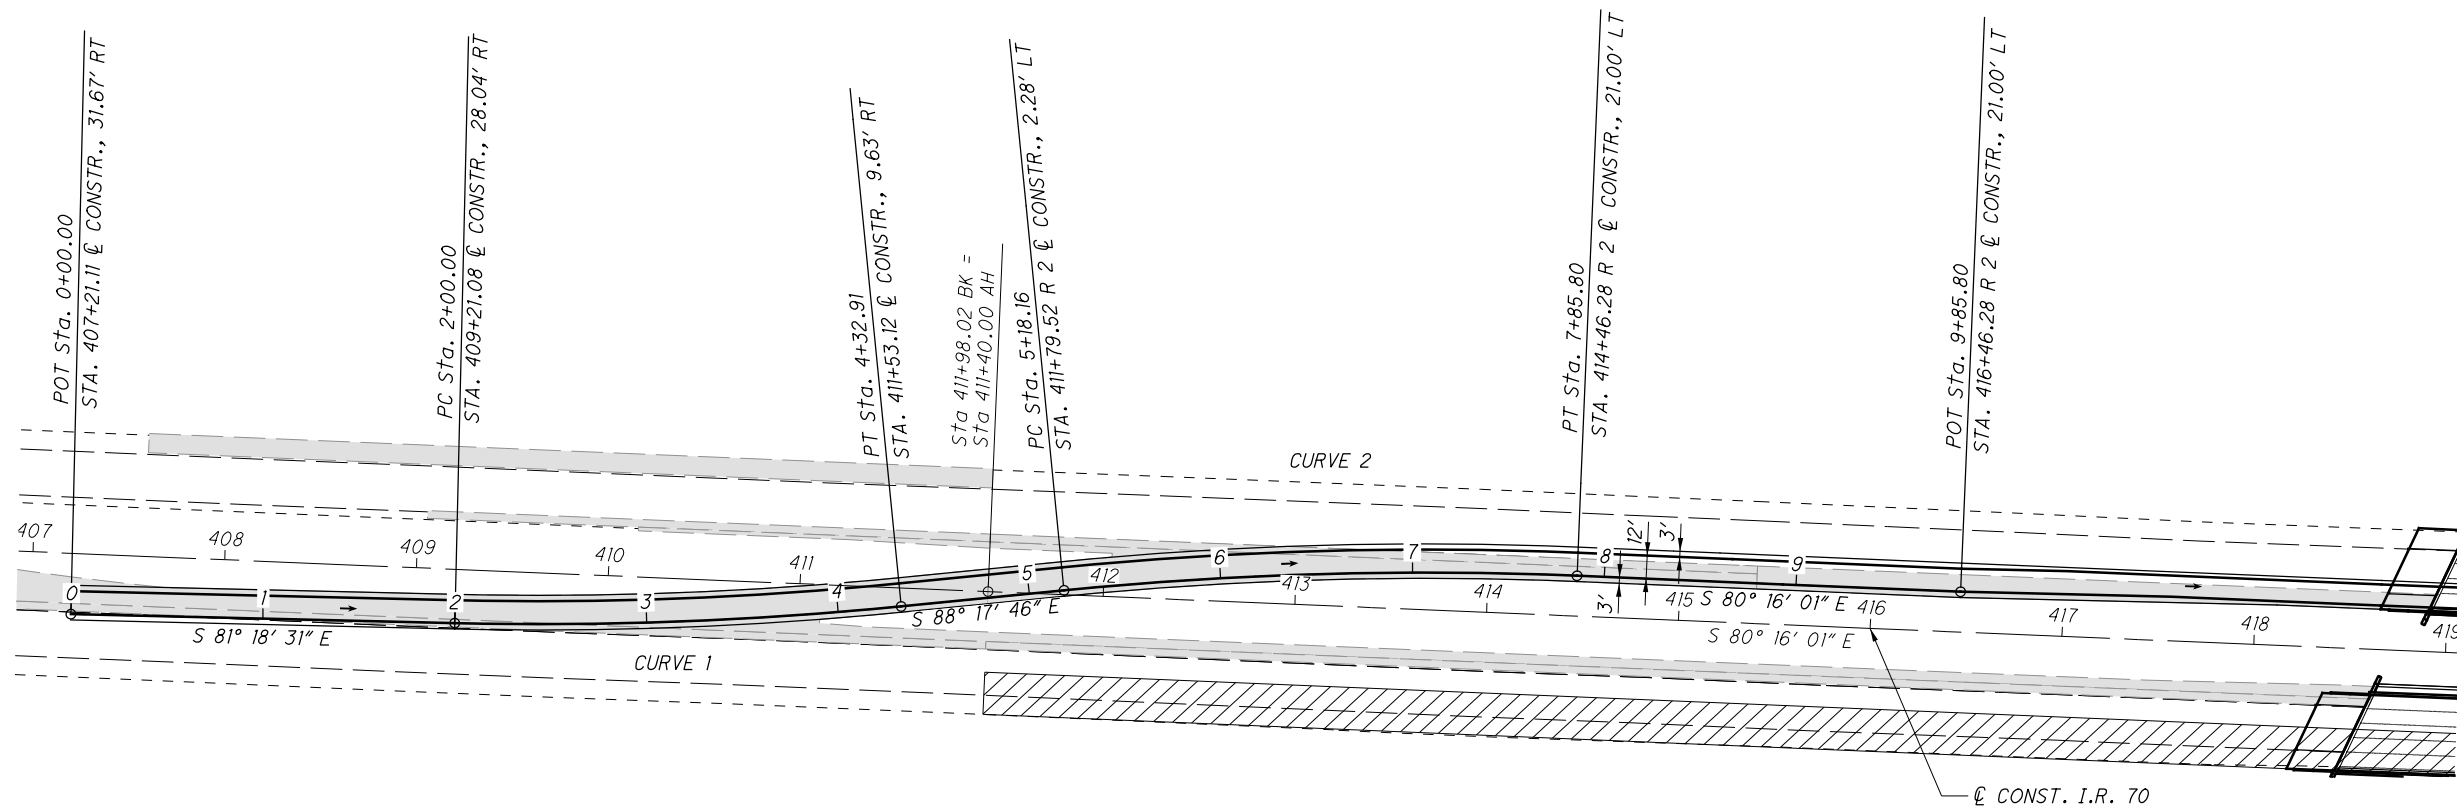 POT Sta. 0+00.00
STA. 407+21.11 ℄ CONSTR., 31.67' RT
PC Sta. 2+00.00
STA. 409+21.08 ℄ CONSTR., 28.04' RT
PT Sta. 4+32.91
STA. 411+53.12 ℄ CONSTR., 9.63' RT
Sta 411+98.02 BK =
Sta 411+40.00 AH
PC Sta. 5+18.16
STA. 411+79.52 R 2 ℄ CONSTR., 2.28' LT
PT Sta. 7+85.80
STA. 414+46.28 R 2 ℄ CONSTR., 21.00' LT
POT Sta. 9+85.80
STA. 416+46.28 R 2 ℄ CONSTR., 21.00' LT
CURVE 2
407
408
409
410
411
412
413
414
415
416
417
418
419
0
1
2
3
4
5
6
7
8
9
12'
3'
3'
S 81° 18' 31" E
S 88° 17' 46" E
S 80° 16' 01" E
S 80° 16' 01" E
CURVE 1
℄ CONST. I.R. 70